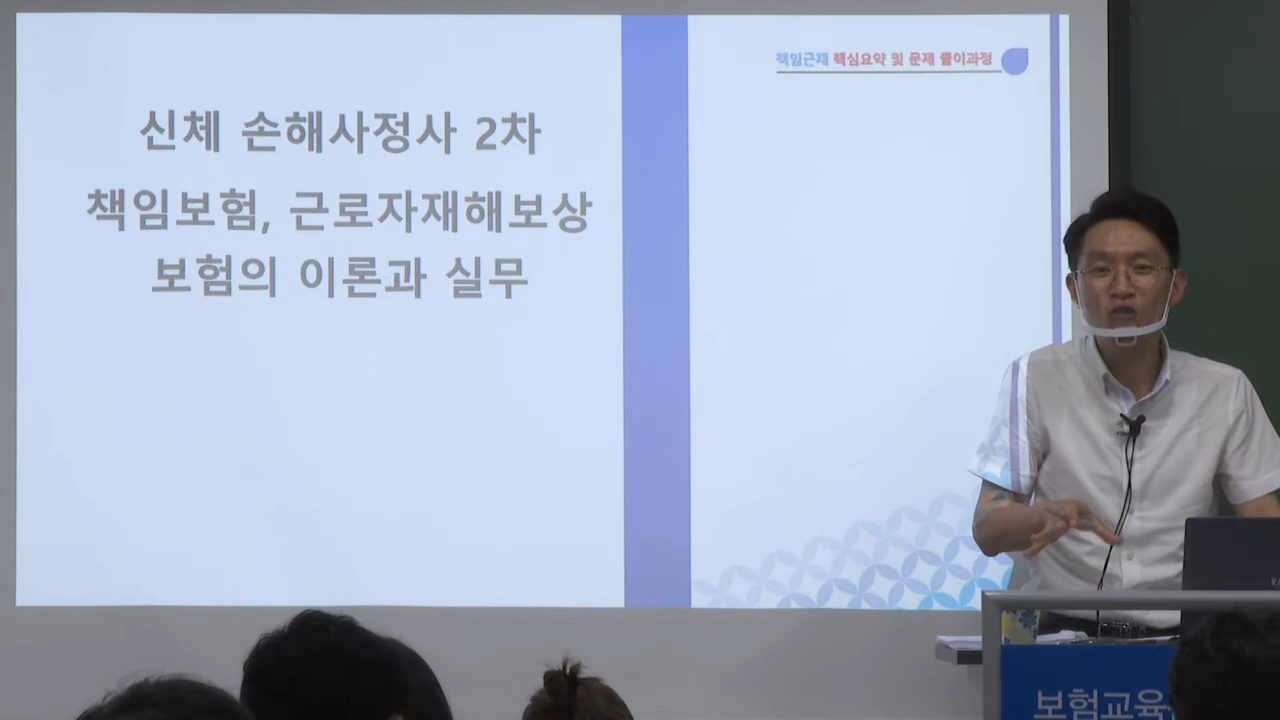 신체 손해사정사 2차
책임보험, 근로자재해보상
보험의 이론과 실무
책임근재 핵심요약 및 문제 풀이과정
보험교육